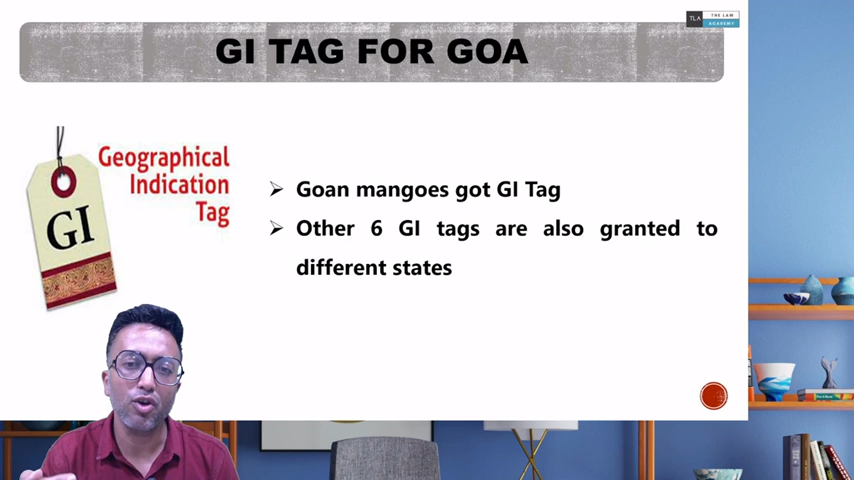 TLA
THE LAW
ACADEMY
GI TAG FOR GOA
Geographical
Indication
Tag
GI
➢ Goan mangoes got GI Tag
➢ Other 6 GI tags are also granted to
different states